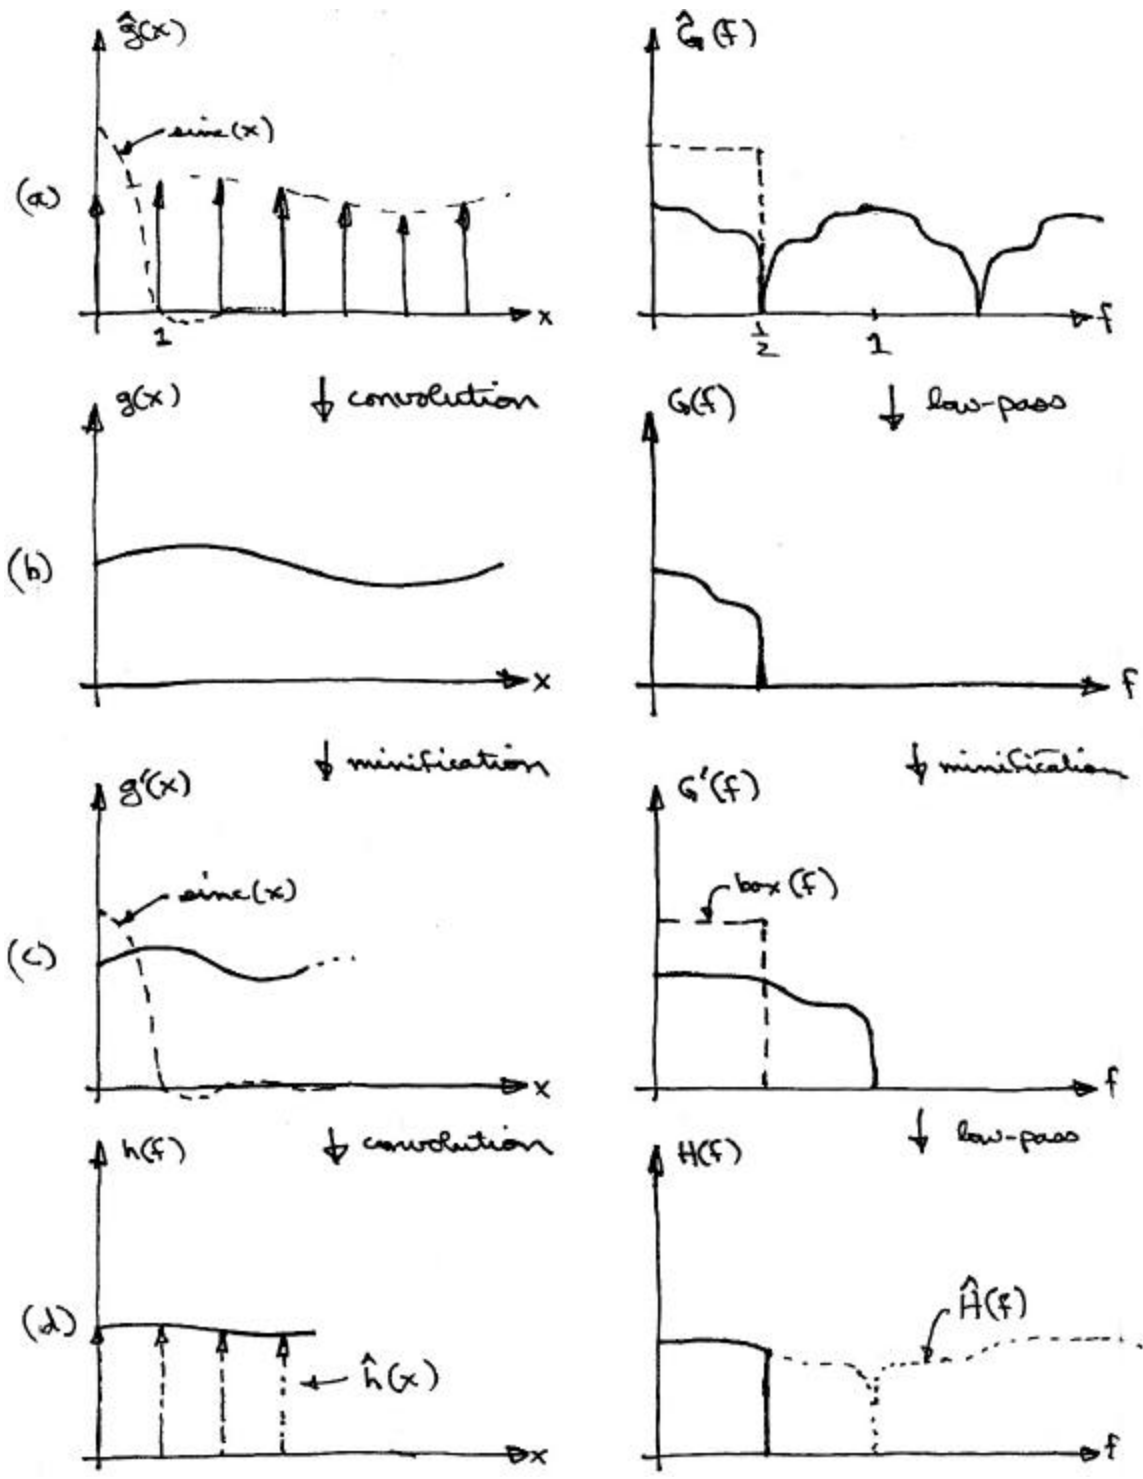 ĝ(x)
Ĝ(f)
sinc(x)
(a)
x
1
1/2
1
f
g(x)
↓ convolution
G(f)
↓ low-pass
(b)
x
f
↓ minification
↓ minification
g'(x)
G'(f)
sinc(x)
box(f)
(c)
x
f
↓ convolution
↓ low-pass
h(f)
H(f)
(d)
Ĥ(f)
ĥ(x)
x
f